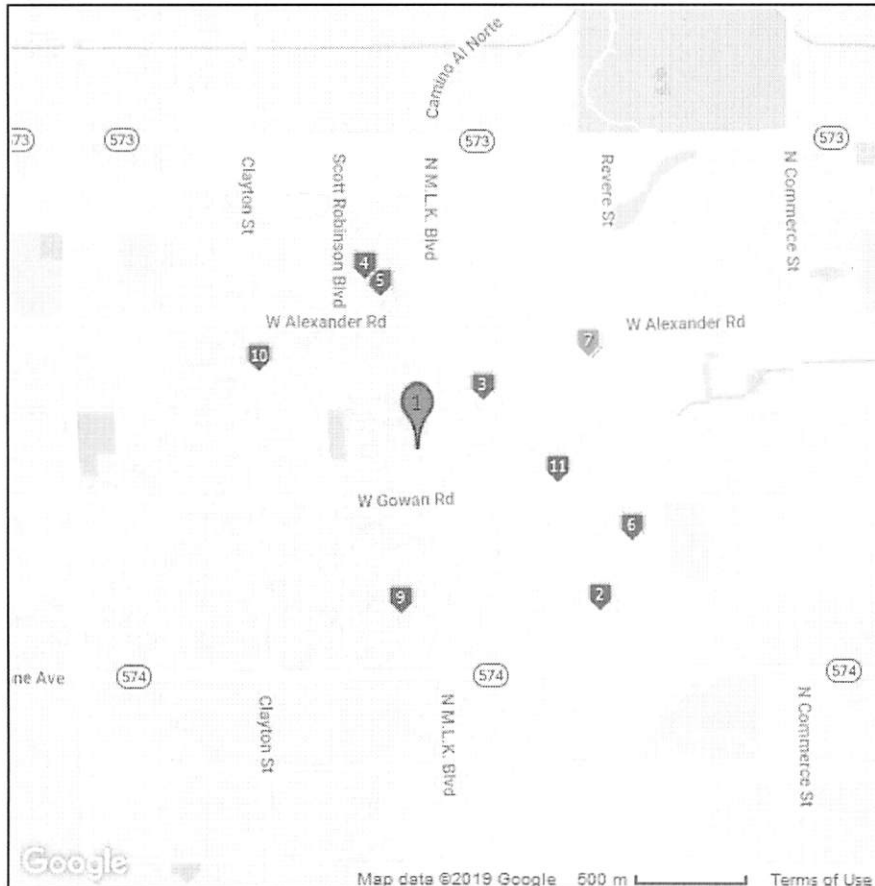 Camino Al Norte
573
573
573
573
Clayton St
Scott Robinson Blvd
N M.L.K. Blvd
Revere St
N Commerce St
4
5
W Alexander Rd
W Alexander Rd
7
10
3
1
11
W Gowan Rd
6
9
2
ne Ave
574
574
574
Clayton St
N M.L.K. Blvd
N Commerce St
Google
Map data ©2019 Google 500 m Terms of Use